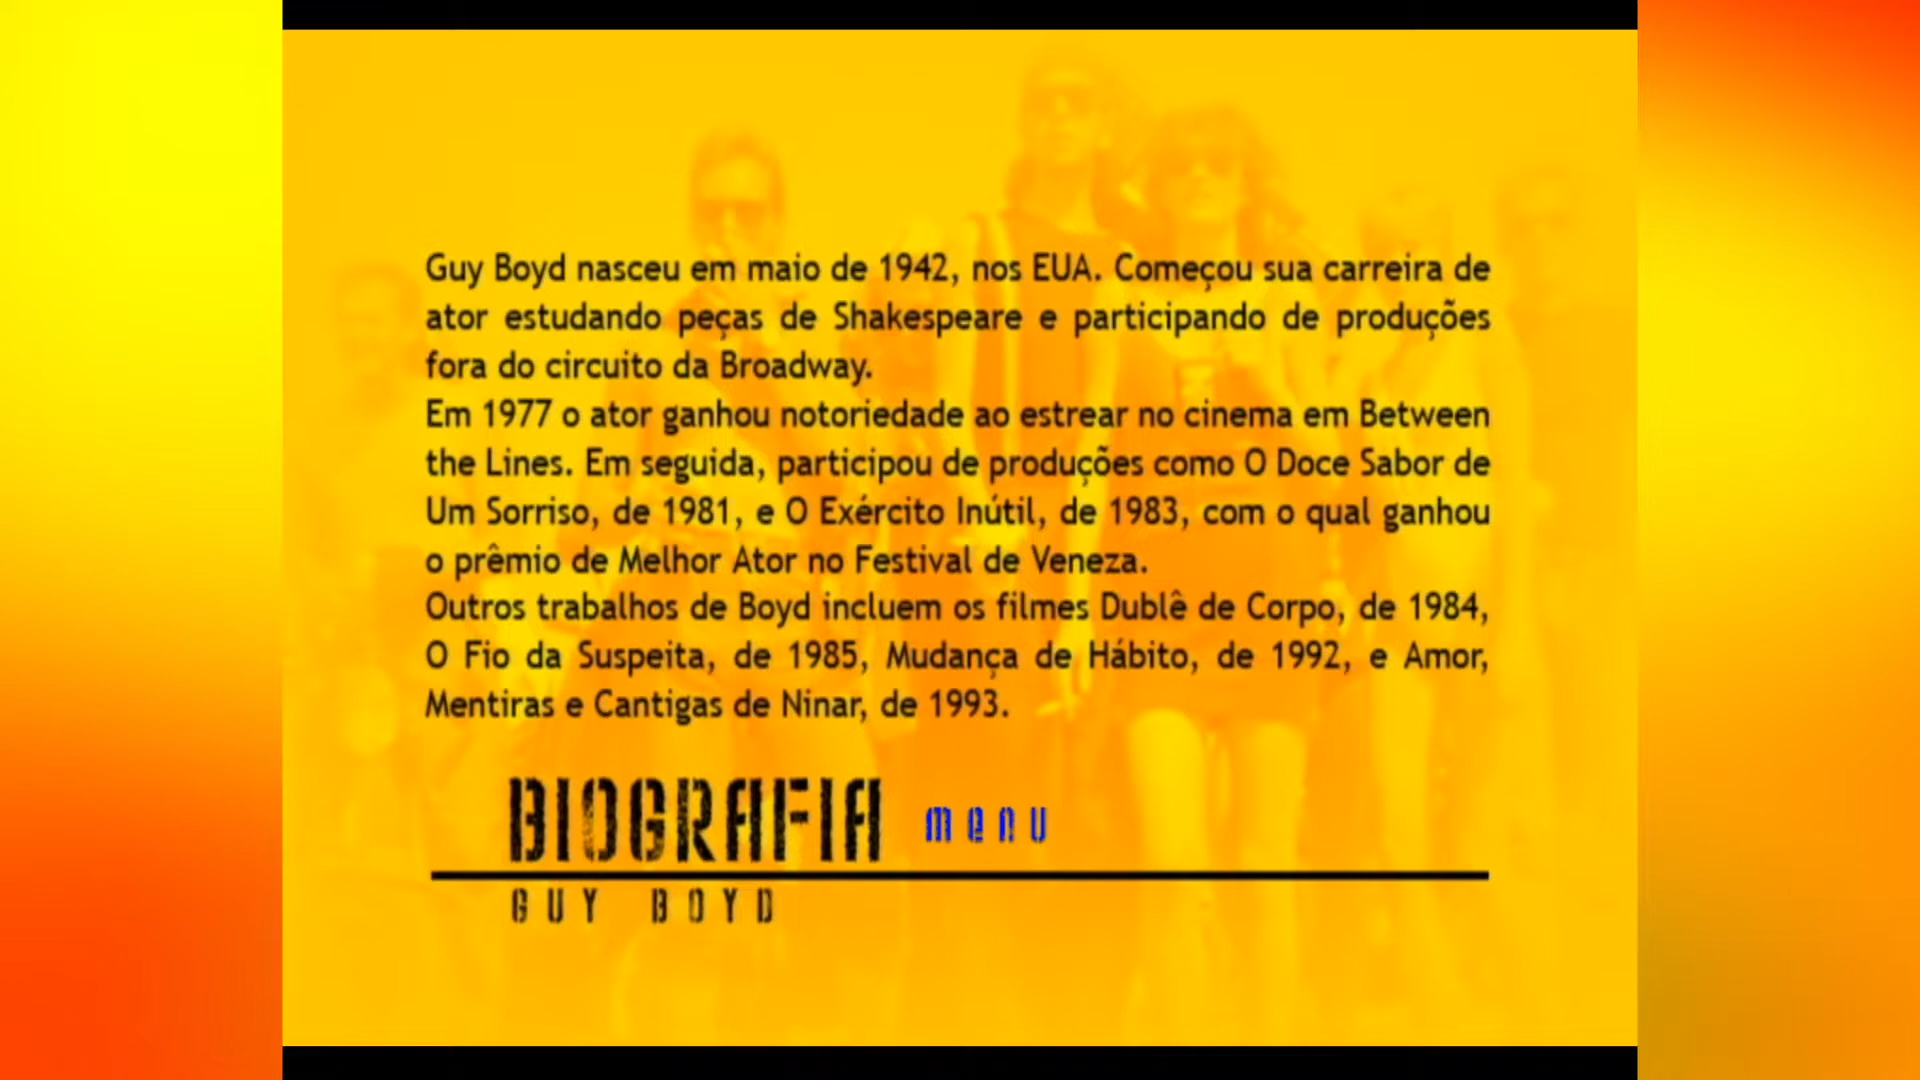 Guy Boyd nasceu em maio de 1942, nos EUA. Começou sua carreira de
ator estudando peças de Shakespeare e participando de produções
fora do circuito da Broadway.
Em 1977 o ator ganhou notoriedade ao estrear no cinema em Between
the Lines. Em seguida, participou de produções como O Doce Sabor de
Um Sorriso, de 1981, e O Exército Inútil, de 1983, com o qual ganhou
o prêmio de Melhor Ator no Festival de Veneza.
Outros trabalhos de Boyd incluem os filmes Dublê de Corpo, de 1984,
O Fio da Suspeita, de 1985, Mudança de Hábito, de 1992, e Amor,
Mentiras e Cantigas de Ninar, de 1993.
BIOGRAFIA menu
GUY BOYD